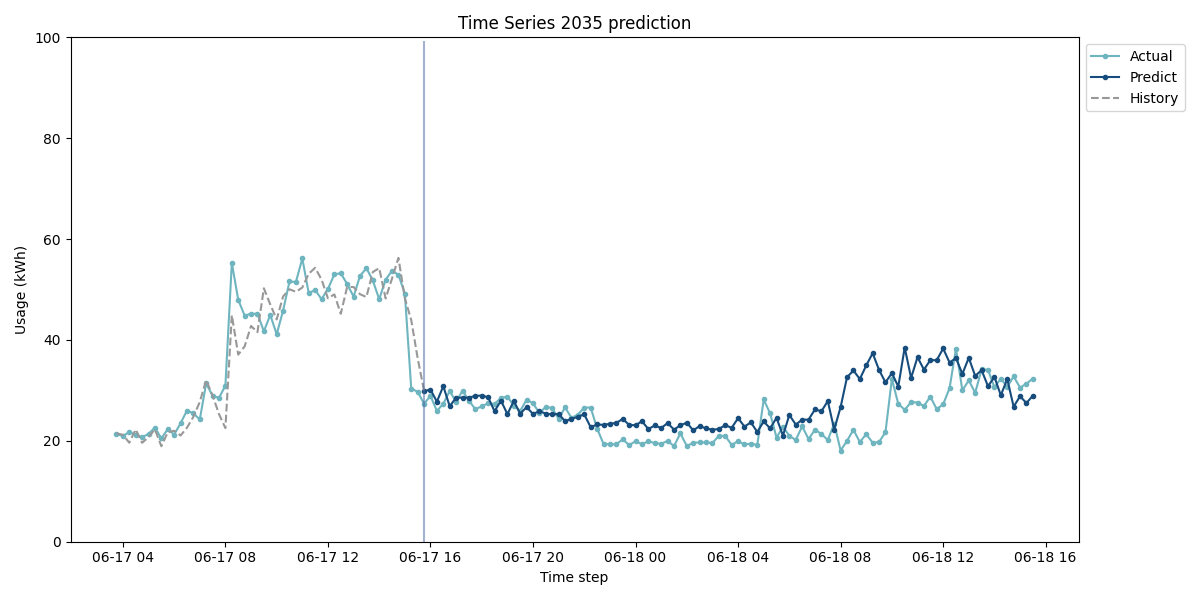 Time Series 2035 prediction
100
80
60
40
20
0
Usage (kWh)
06-17 04
06-17 08
06-17 12
06-17 16
06-17 20
06-18 00
06-18 04
06-18 08
06-18 12
06-18 16
Time step
Actual
Predict
History